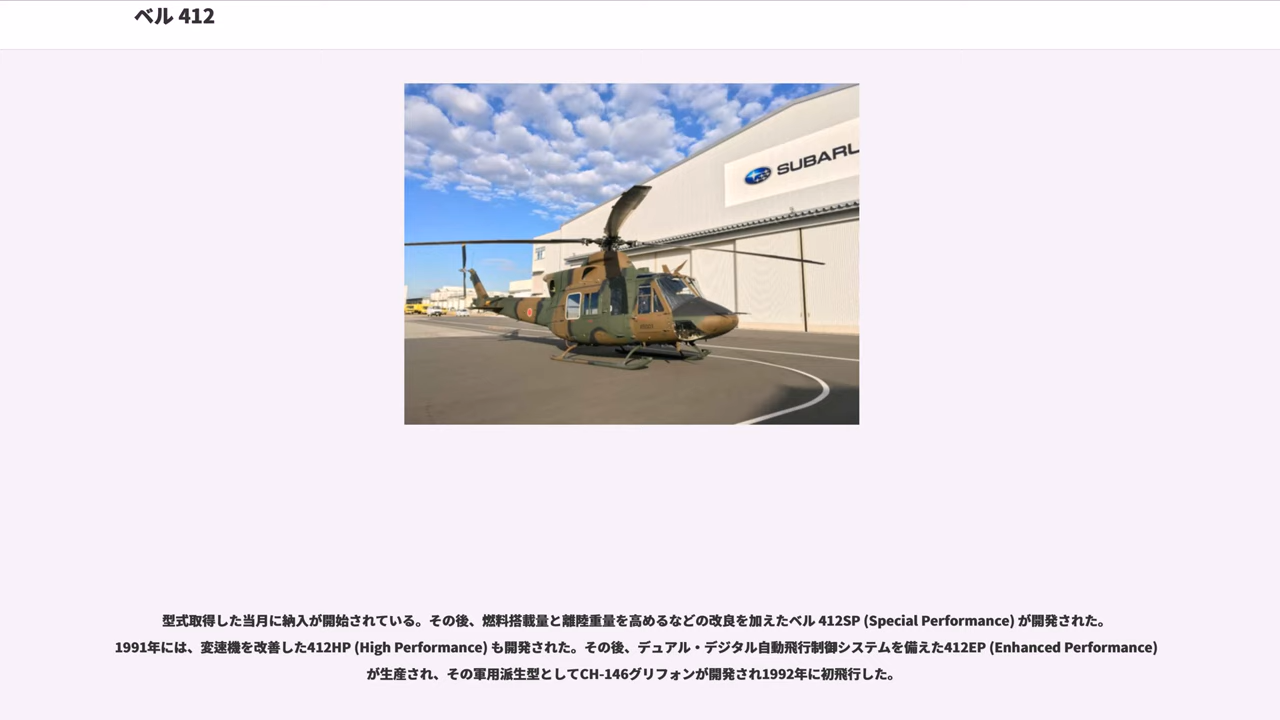 ベル 412
SUBARU
型式取得した当月に納入が開始されている。その後、燃料搭載量と離陸重量を高めるなどの改良を加えたベル 412SP (Special Performance) が開発された。
1991年には、変速機を改善した412HP (High Performance) も開発された。その後、デュアル・デジタル自動飛行制御システムを備えた412EP (Enhanced Performance)
が生産され、その軍用派生型としてCH-146グリフォンが開発され1992年に初飛行した。